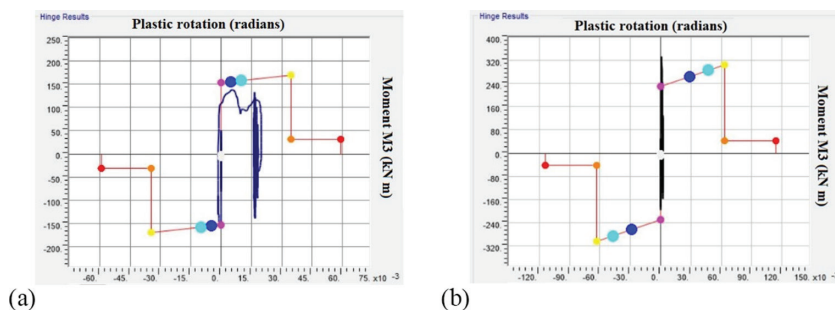 Hinge Results
Plastic rotation (radians)
250.
200.
150.
100.
50.
0.
-50.
-100.
-150.
-200.
-60. -45. -30. -15. 0. 15. 30. 45. 60. 75. x10 -3
Moment M3 (kN m)
(a)
Hinge Results
Plastic rotation (radians)
400.
320.
240.
160.
80.
0.
-80.
-160.
-240.
-320.
-120. -90. -60. -30. 0.0 30. 60. 90. 120. 150. x10 -3
Moment M3 (kN m)
(b)